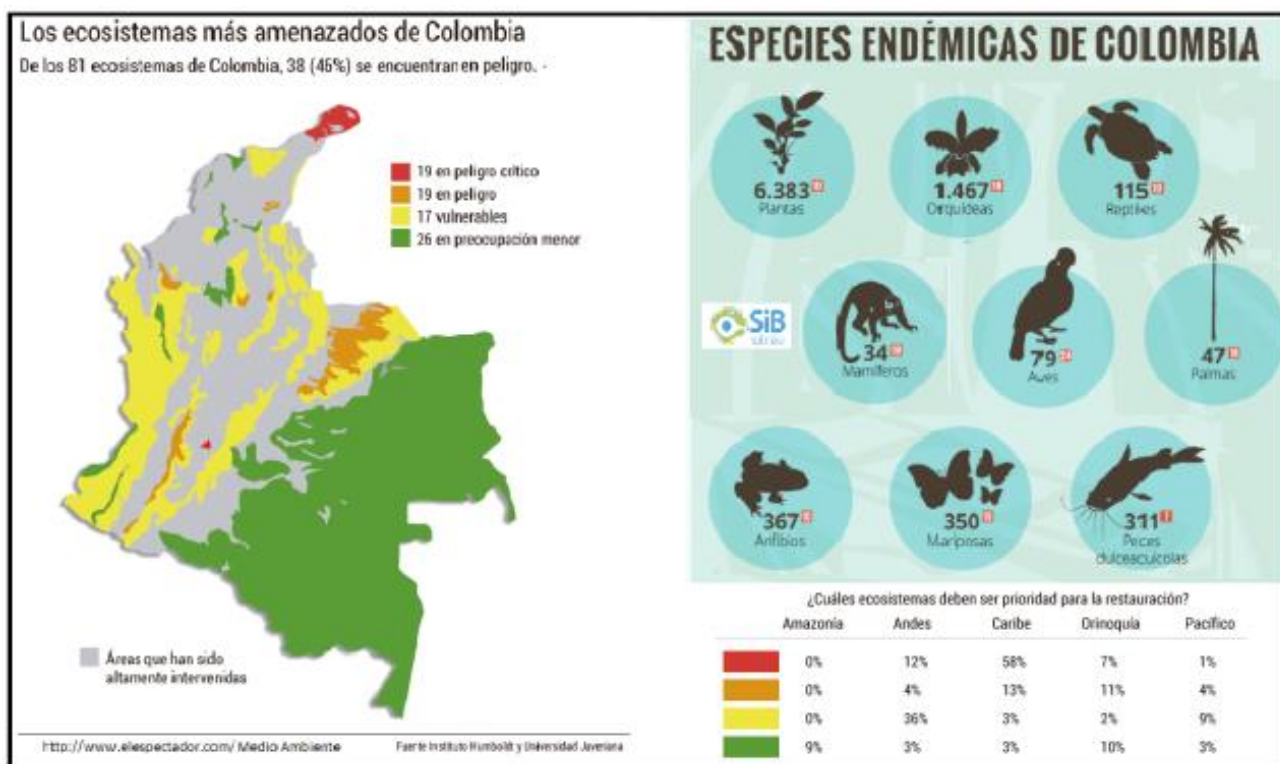 Los ecosistemas más amenazados de Colombia
De los 81 ecosistemas de Colombia, 38 (46%) se encuentran en peligro. -
19 en peligro crítico
19 en peligro
17 vulnerables
26 en preocupación menor
Áreas que han sido
altamente intervenidas
http://www.elespectador.com/ Medio Ambiente
Fuente Instituto Humboldt y Universidad Javeriana
ESPECIES ENDÉMICAS DE COLOMBIA
6.383
Plantas
1.467
Orquídeas
115
Reptiles
SiB
34
Mamíferos
79
Aves
47
Palmas
367
Anfibios
350
Mariposas
311
Peces
dulceacuícolas
¿Cuáles ecosistemas deben ser prioridad para la restauración?
Amazonía Andes Caribe Orinoquía Pacífico
0% 12% 58% 7% 1%
0% 4% 13% 11% 4%
0% 36% 3% 2% 9%
9% 3% 3% 10% 3%